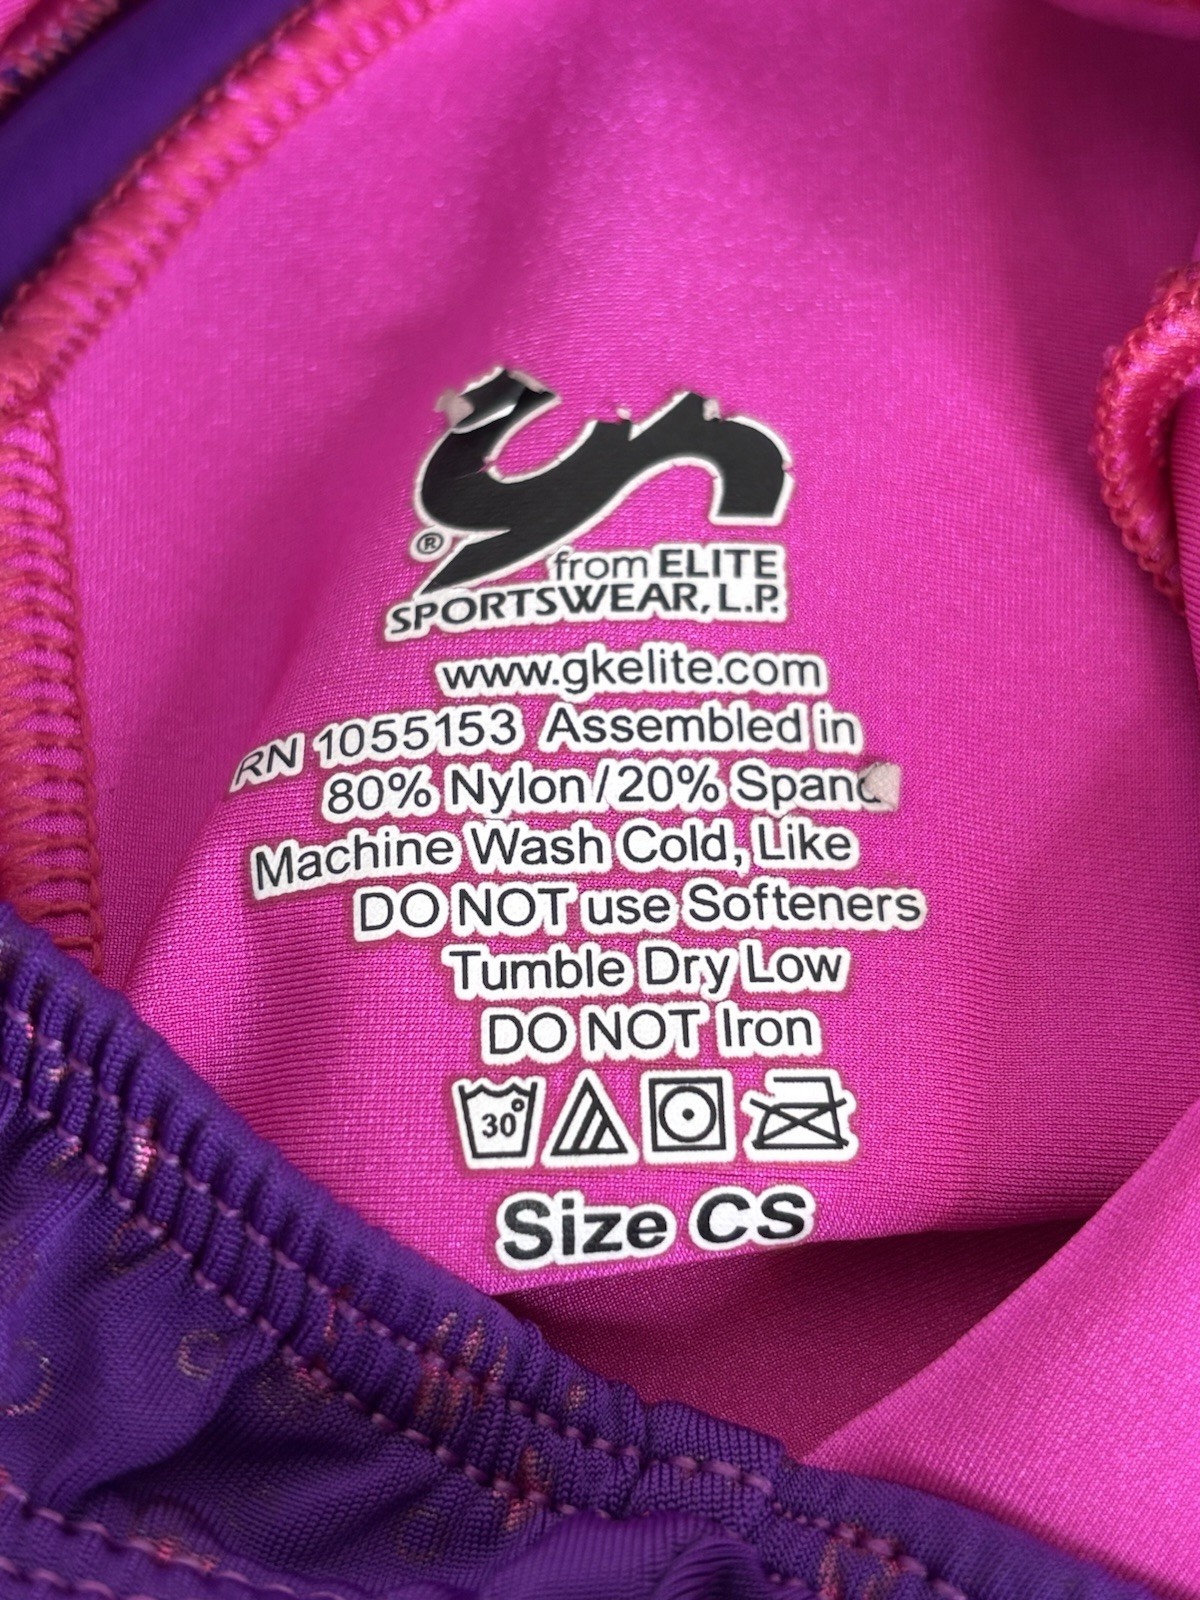 ®
from ELITE
SPORTSWEAR, L.P.
www.gkelite.com
RN 1055153 Assembled in
80% Nylon/20%
Machine Wash Cold, Like
DO NOT use Softeners
Tumble Dry Low
DO NOT Iron
30°
Size CS